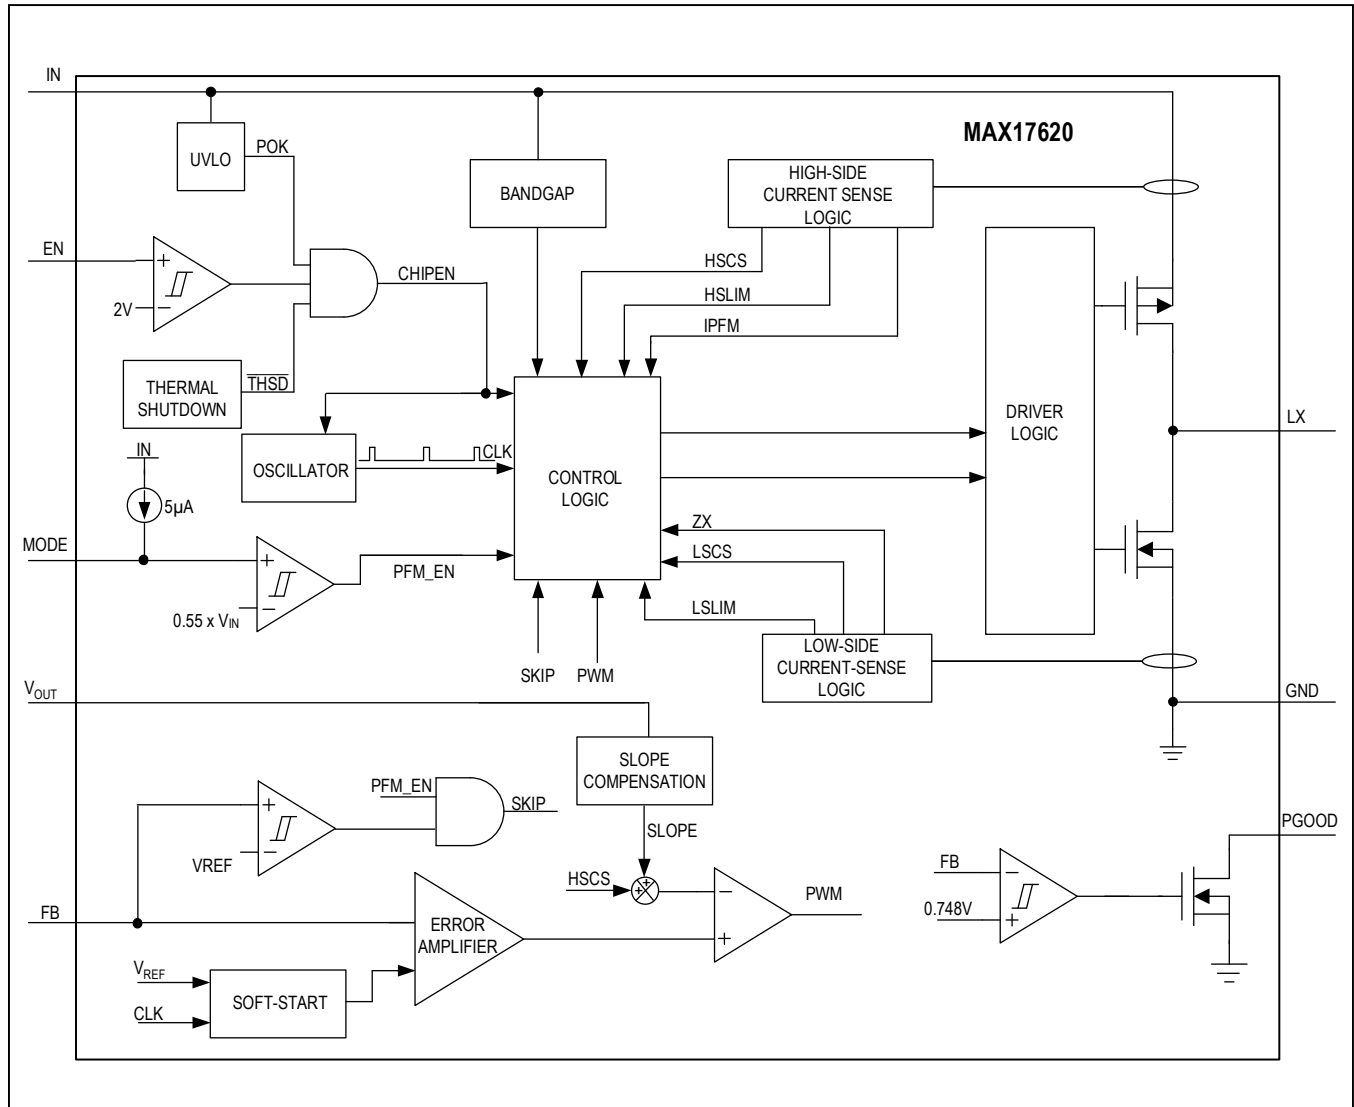 IN
MAX17620
UVLO
POK
BANDGAP
HIGH-SIDE
CURRENT SENSE
LOGIC
EN
+
2V
−
CHIPEN
HSCS
HSLIM
IPFM
THERMAL
SHUTDOWN
THSD
OSCILLATOR
CLK
CONTROL
LOGIC
DRIVER
LOGIC
LX
IN
5µA
MODE
+
−
0.55 x VIN
PFM_EN
ZX
LSCS
LSLIM
SKIP
PWM
LOW-SIDE
CURRENT-SENSE
LOGIC
VOUT
GND
SLOPE
COMPENSATION
SLOPE
PFM_EN
SKIP
+
−
VREF
HSCS
+
+
−
+
PWM
FB
−
0.748V
+
PGOOD
FB
ERROR
AMPLIFIER
VREF
CLK
SOFT-START